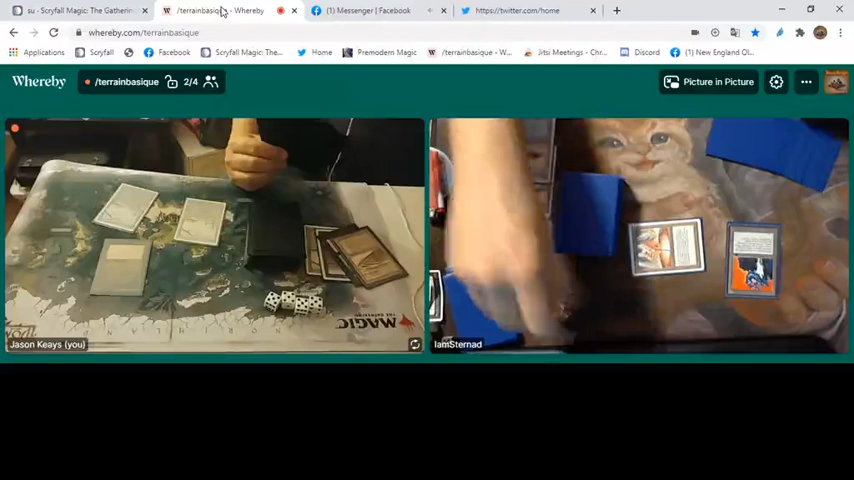 su - Scryfall Magic: The Gatherin
/terrainbasique - Whereby
(1) Messenger | Facebook
https://twitter.com/home
whereby.com/terrainbasique
Applications
Scryfall
Facebook
Scryfall Magic: The...
Home
Premodern Magic
/terrainbasique - W...
Jitsi Meetings - Chr...
Discord
(1) New England Ol...
Whereby
/terrainbasique
2/4
Picture in Picture
MAGIC
Jason Keays (you)
IamSternad